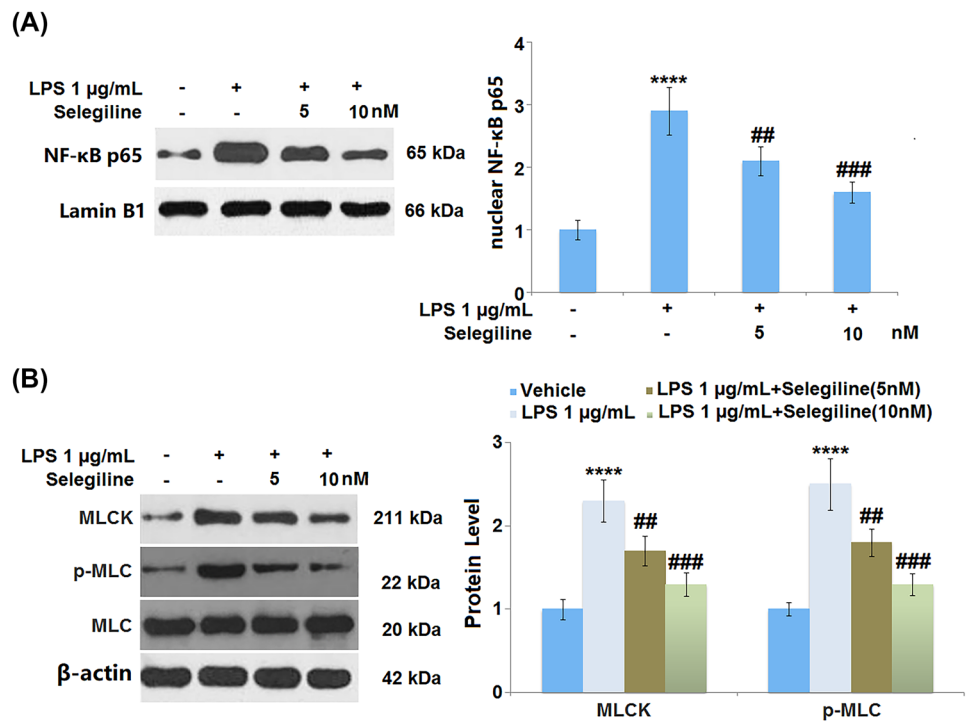 (A)
LPS 1 µg/mL - + + +
Selegiline - - 5 10 nM
NF-κB p65 65 kDa
Lamin B1 66 kDa
nuclear NF-κB p65
4
3
2
1
0
****
##
###
LPS 1 µg/mL - + + +
Selegiline - - 5 10 nM
(B)
LPS 1 µg/mL - + + +
Selegiline - - 5 10 nM
MLCK 211 kDa
p-MLC 22 kDa
MLC 20 kDa
β-actin 42 kDa
Vehicle LPS 1 µg/mL+Selegiline(5nM)
LPS 1 µg/mL LPS 1 µg/mL+Selegiline(10nM)
Protein Level
3
2
1
0
**** ## ###
**** ## ###
MLCK p-MLC